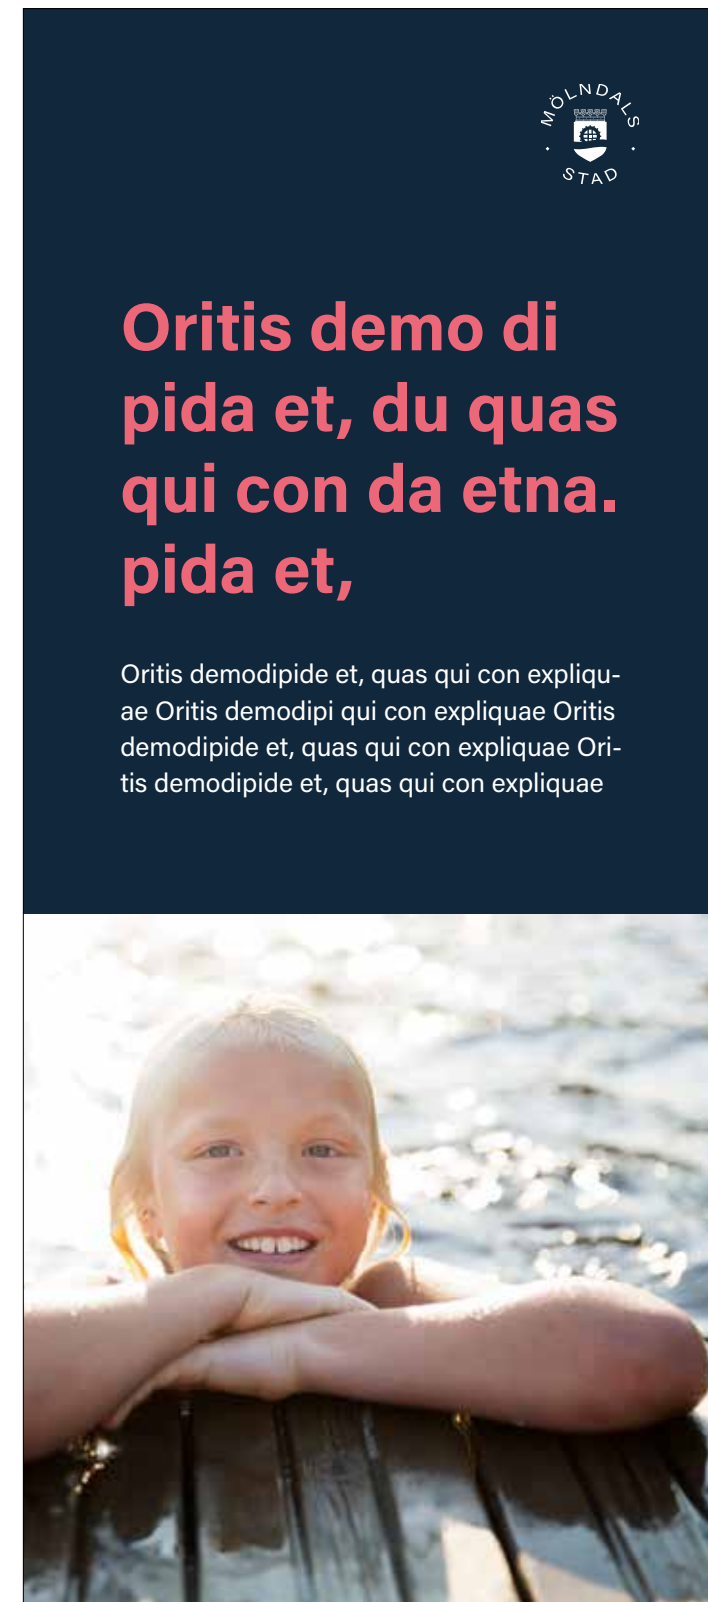 MÖLNDALS
STAD
Oritis demo di
pida et, du quas
qui con da etna.
pida et,
Oritis demodipide et, quas qui con expliqu-
ae Oritis demodipi qui con expliquae Oritis
demodipide et, quas qui con expliquae Ori-
tis demodipide et, quas qui con expliquae